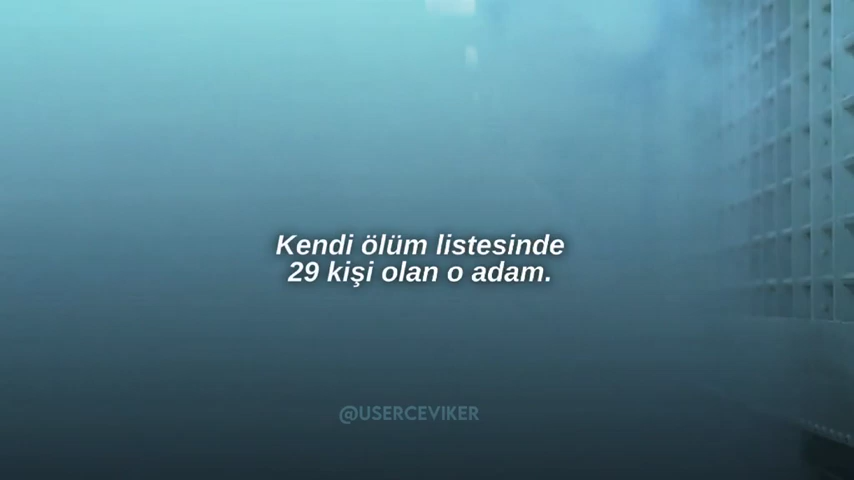 Kendi ölüm listesinde
29 kişi olan o adam.
@USERCEVIKER